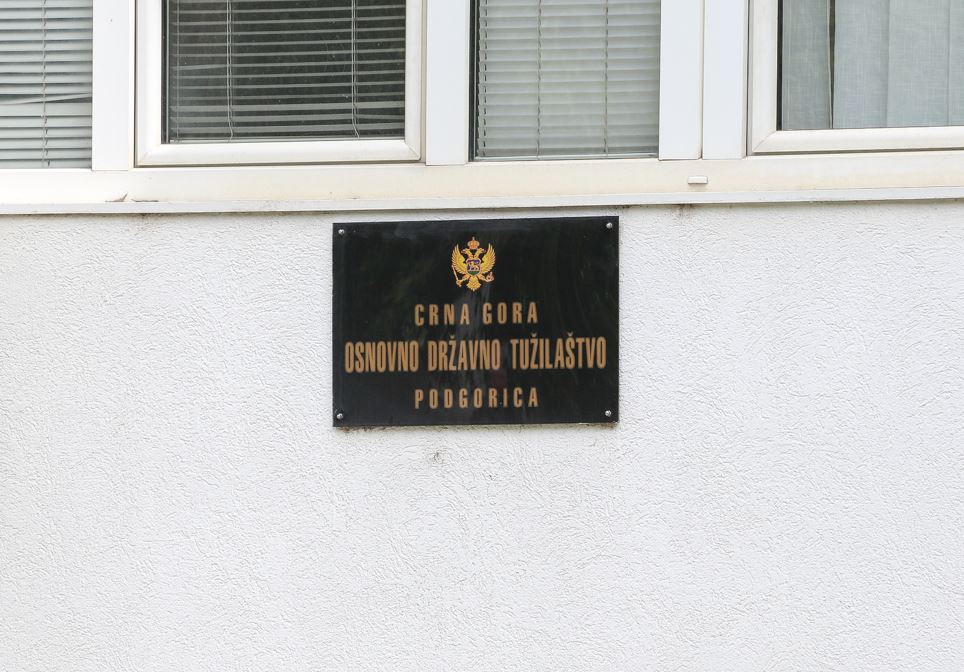 CRNA GORA
OSNOVNO DRŽAVNO TUŽILAŠTVO
PODGORICA